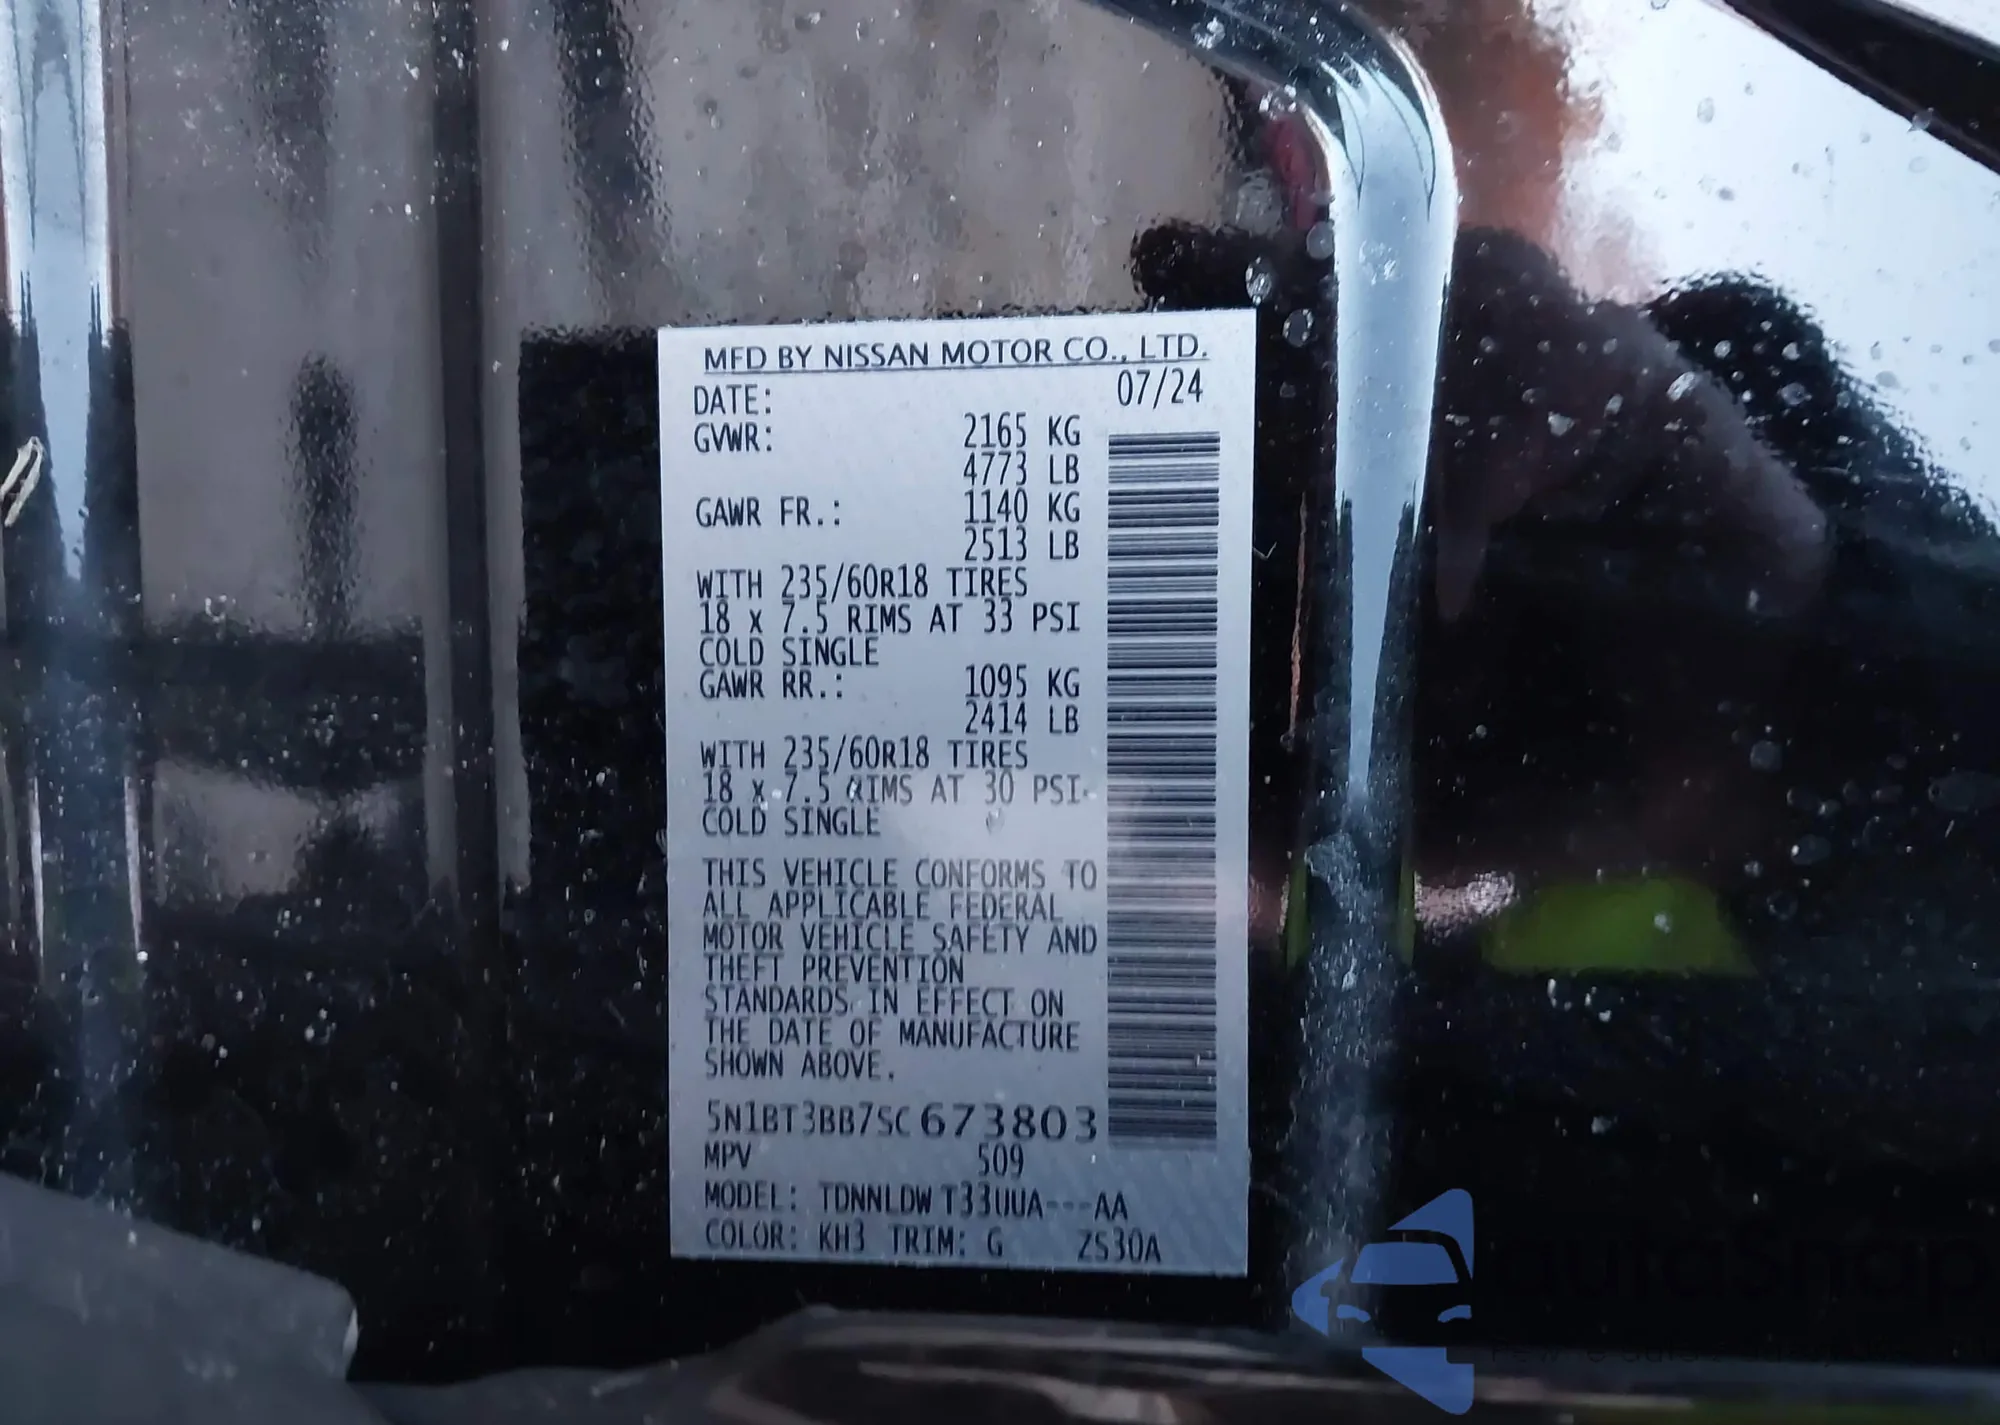 MFD BY NISSAN MOTOR CO., LTD.
DATE: 07/24
GVWR: 2165 KG
4773 LB
GAWR FR.: 1140 KG
2513 LB
WITH 235/60R18 TIRES
18 x 7.5 RIMS AT 33 PSI
COLD SINGLE
GAWR RR.: 1095 KG
2414 LB
WITH 235/60R18 TIRES
18 x 7.5 RIMS AT 30 PSI
COLD SINGLE
THIS VEHICLE CONFORMS TO
ALL APPLICABLE FEDERAL
MOTOR VEHICLE SAFETY AND
THEFT PREVENTION
STANDARDS IN EFFECT ON
THE DATE OF MANUFACTURE
SHOWN ABOVE.
5N1BT3BB7SC673803
MPV 509
MODEL: TDNNLDW T33UUA---AA
COLOR: KH3 TRIM: G ZS30A